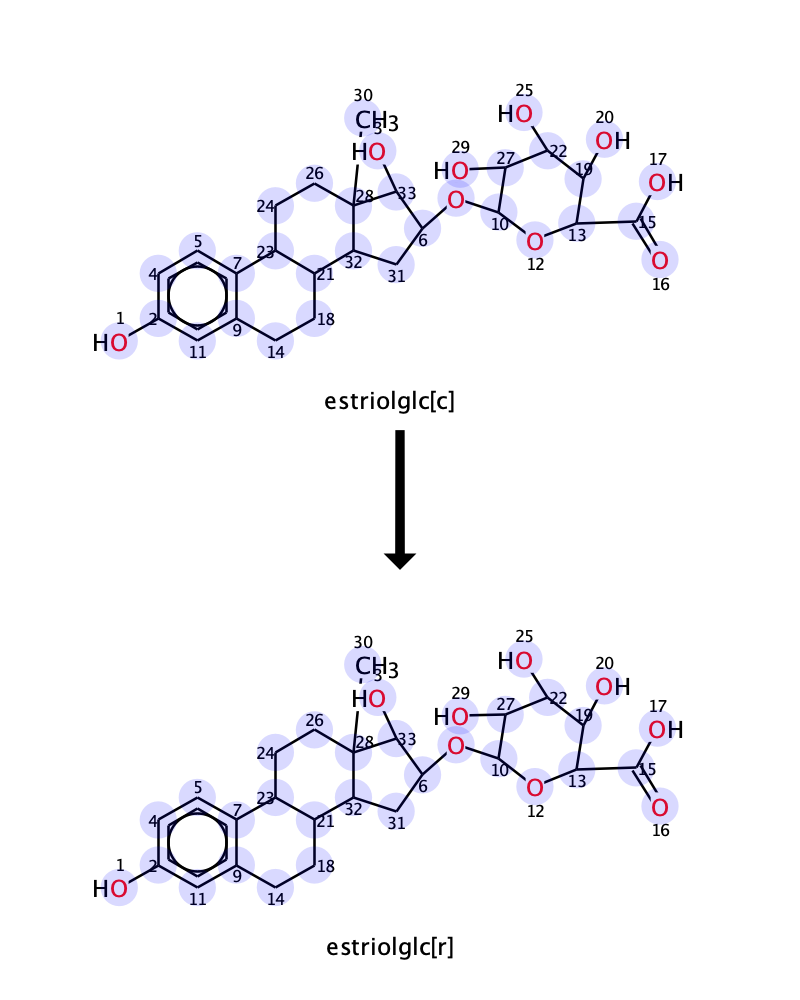 30
CH3
25
HO
20
OH
3
HO
29
HO
27
22
19
17
OH
26
28
33
O
24
10
6
15
5
7
23
32
13
O
12
O
16
4
21
31
1
HO
2
9
18
11
14
estriolglc[c]
30
CH3
25
HO
20
OH
3
HO
29
HO
27
22
19
17
OH
26
28
33
O
24
10
6
15
5
7
23
32
13
O
12
O
16
4
21
31
1
HO
2
9
18
11
14
estriolglc[r]